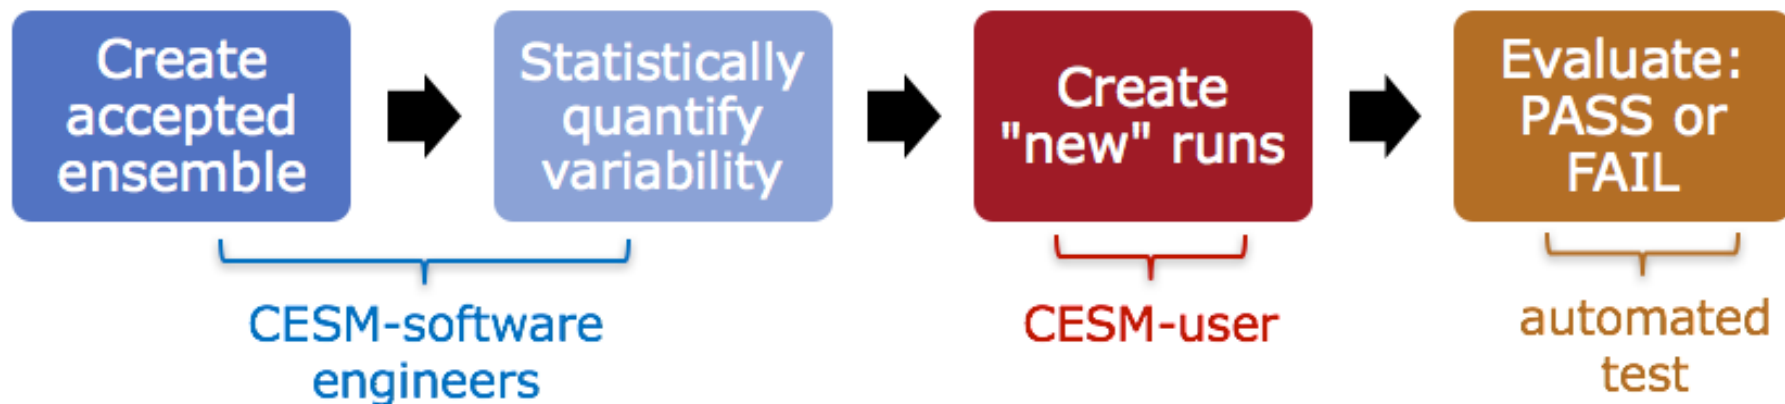 Create
accepted
ensemble
Statistically
quantify
variability
Create
"new" runs
Evaluate:
PASS or
FAIL
CESM-software
engineers
CESM-user
automated
test